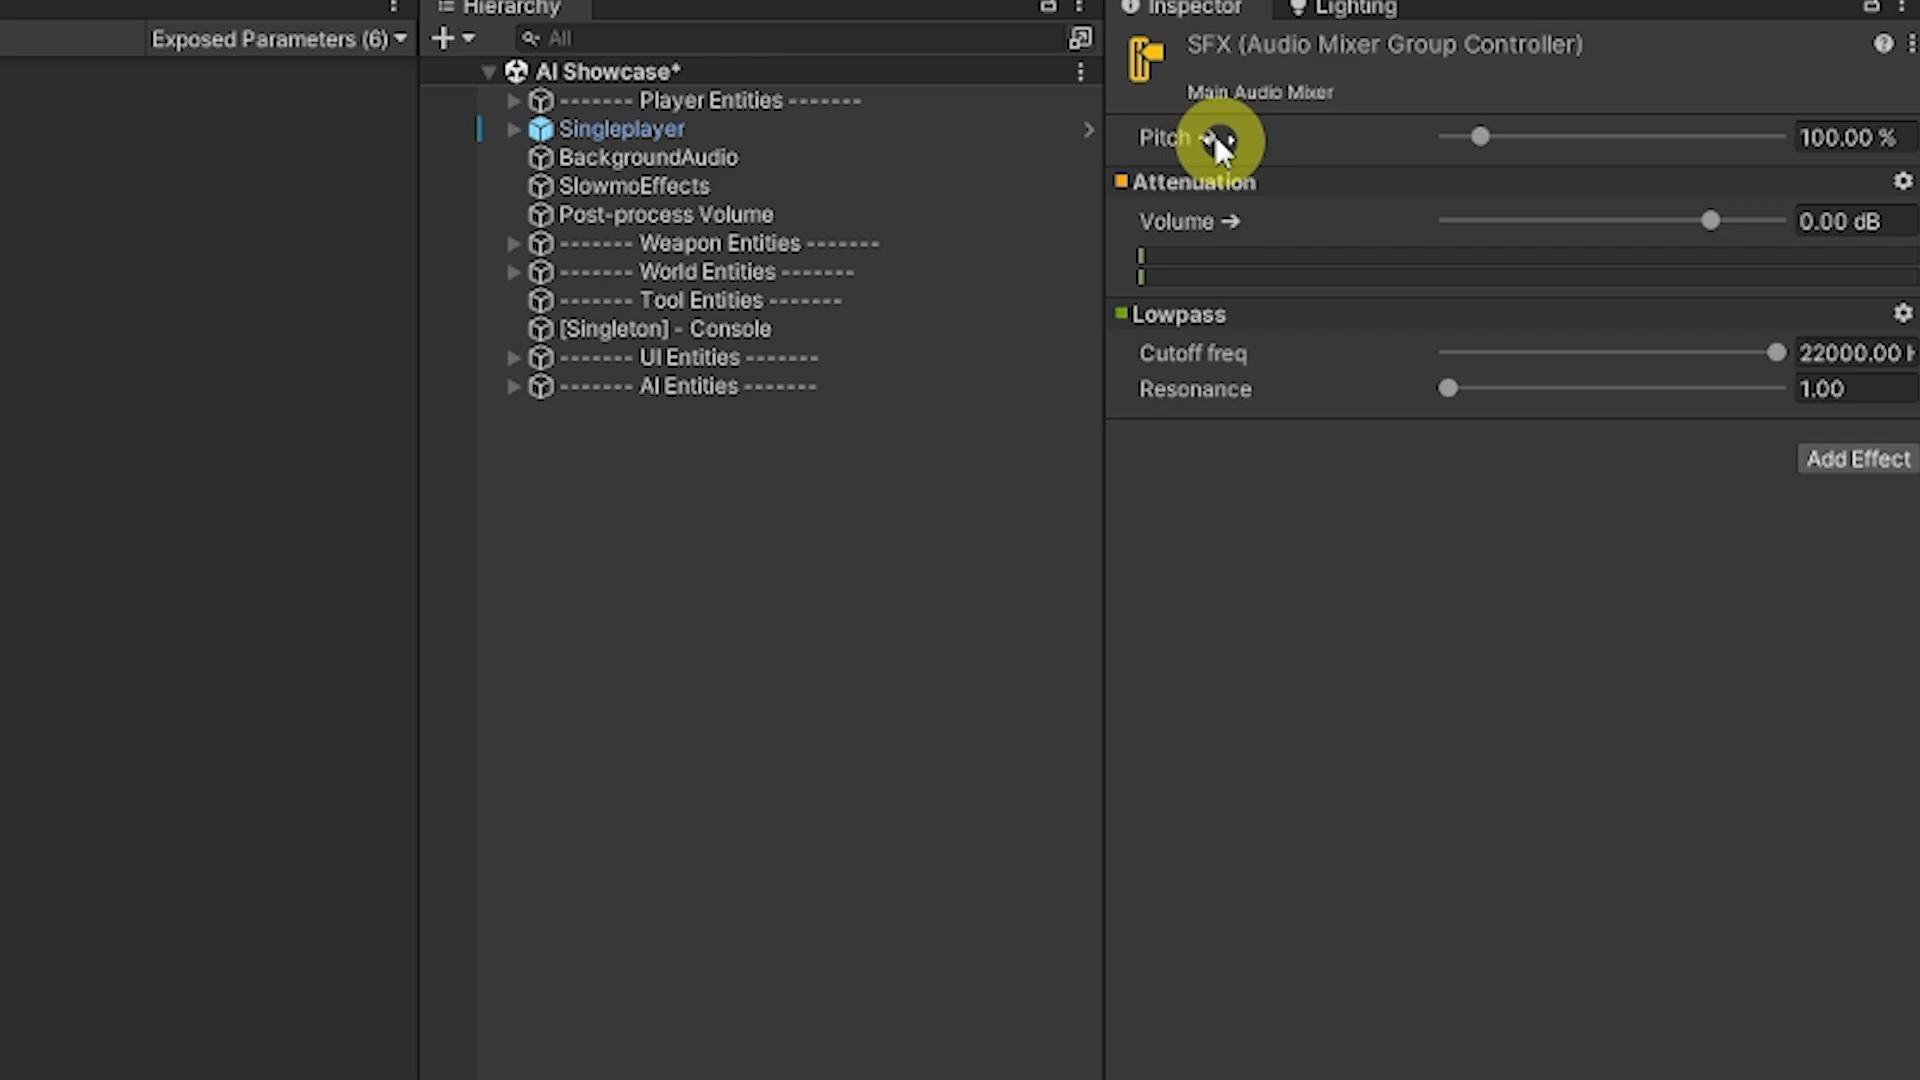 Exposed Parameters (6)
Hierarchy
All
AI Showcase*
------- Player Entities -------
Singleplayer
BackgroundAudio
SlowmoEffects
Post-process Volume
------- Weapon Entities -------
------- World Entities -------
------- Tool Entities -------
[Singleton] - Console
------- UI Entities -------
------- AI Entities -------
Inspector
Lighting
SFX (Audio Mixer Group Controller)
Main Audio Mixer
Pitch 100.00 %
Attenuation
Volume → 0.00 dB
Lowpass
Cutoff freq 22000.00 H
Resonance 1.00
Add Effect